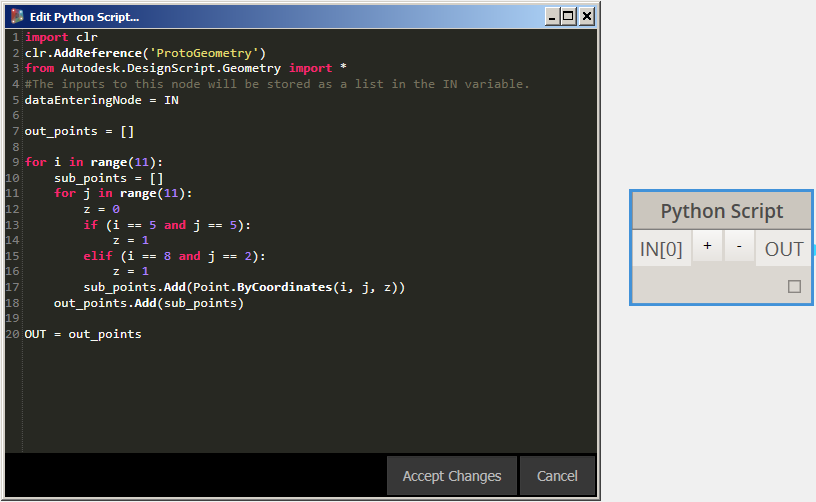 Edit Python Script...
1 import clr
2 clr.AddReference('ProtoGeometry')
3 from Autodesk.DesignScript.Geometry import *
4 #The inputs to this node will be stored as a list in the IN variable.
5 dataEnteringNode = IN
6
7 out_points = []
8
9 for i in range(11):
10     sub_points = []
11     for j in range(11):
12         z = 0
13         if (i == 5 and j == 5):
14             z = 1
15         elif (i == 8 and j == 2):
16             z = 1
17         sub_points.Add(Point.ByCoordinates(i, j, z))
18     out_points.Add(sub_points)
19
20 OUT = out_points
Accept Changes Cancel
Python Script
IN[0] + - OUT